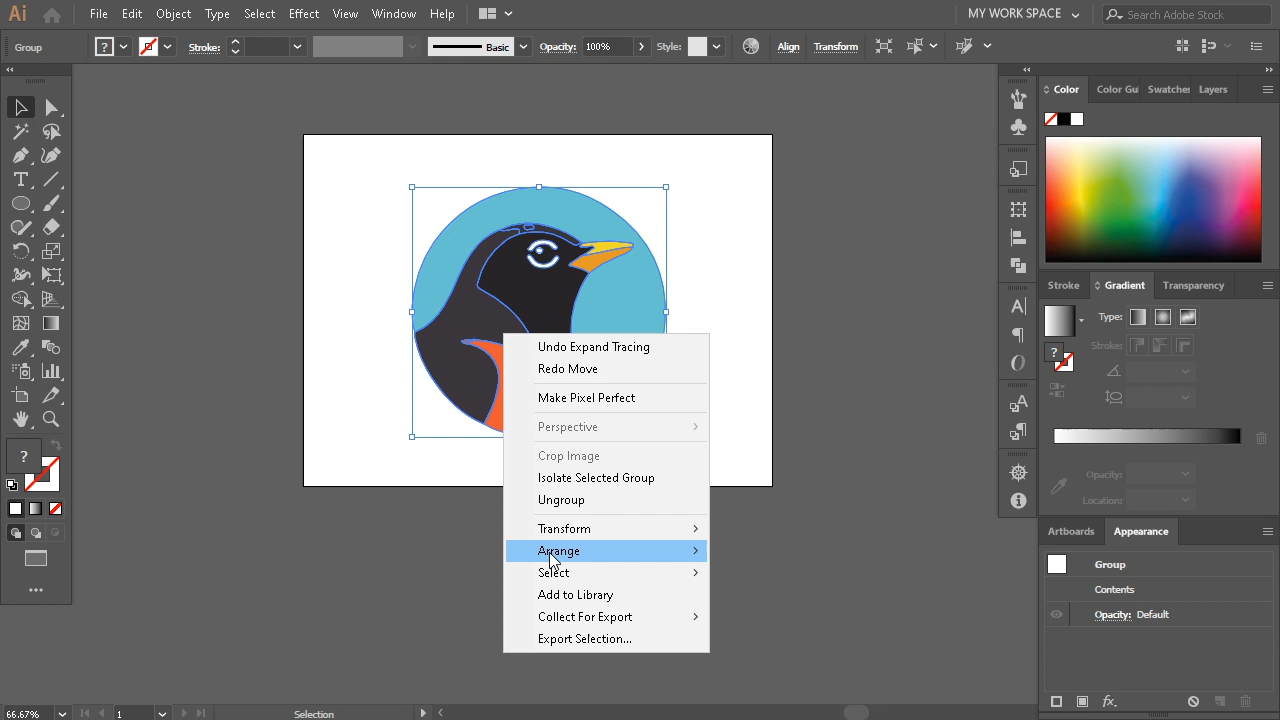 Ai File Edit Object Type Select Effect View Window Help MY WORK SPACE Search Adobe Stock
Group ? Stroke: Basic Opacity: 100% Style: Align Transform
Color Color Gu Swatches Layers
Stroke Gradient Transparency
Type:
Stroke:
?
Opacity:
Location:
Undo Expand Tracing
Redo Move
Make Pixel Perfect
Perspective
Crop Image
Isolate Selected Group
Ungroup
Transform
Arrange
Select
Add to Library
Collect For Export
Export Selection...
?
Artboards Appearance
Group
Contents
Opacity: Default
fx.
66.67% 1 Selection